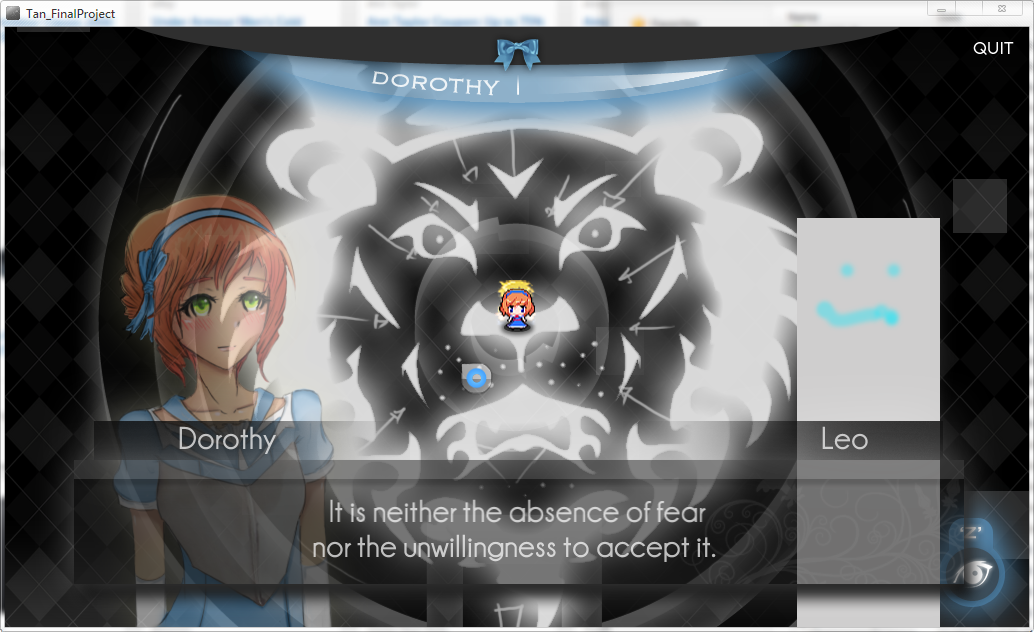 Tan_FinalProject
QUIT
DOROTHY
Dorothy
Leo
It is neither the absence of fear
nor the unwillingness to accept it.
'Z'